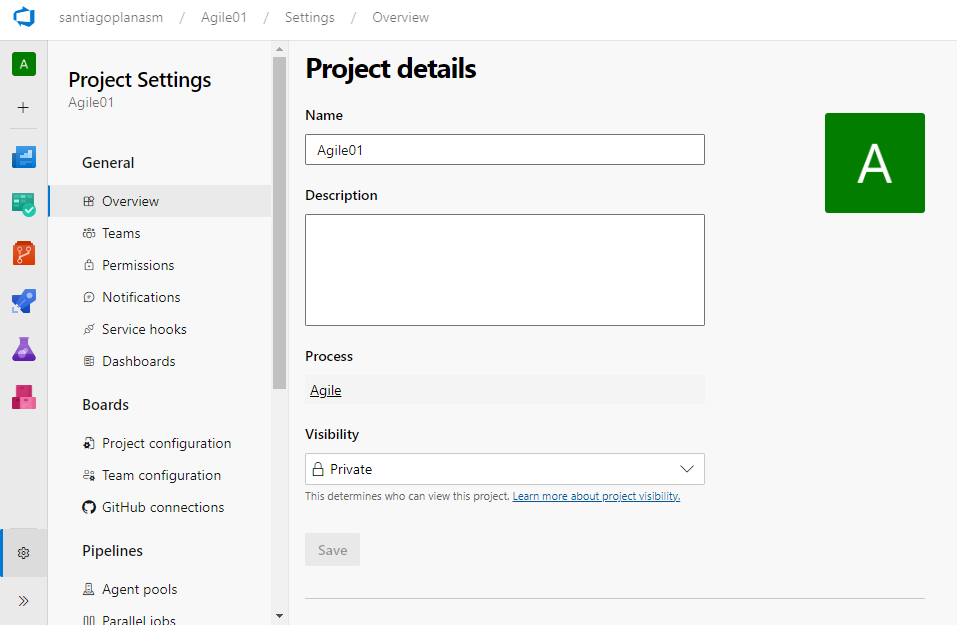 santiagoplanasm / Agile01 / Settings / Overview
A
Project Settings
Agile01
General
Overview
Teams
Permissions
Notifications
Service hooks
Dashboards
Boards
Project configuration
Team configuration
GitHub connections
Pipelines
Agent pools
Parallel jobs
Project details
Name
Agile01
A
Description
Process
Agile
Visibility
Private
This determines who can view this project. Learn more about project visibility.
Save